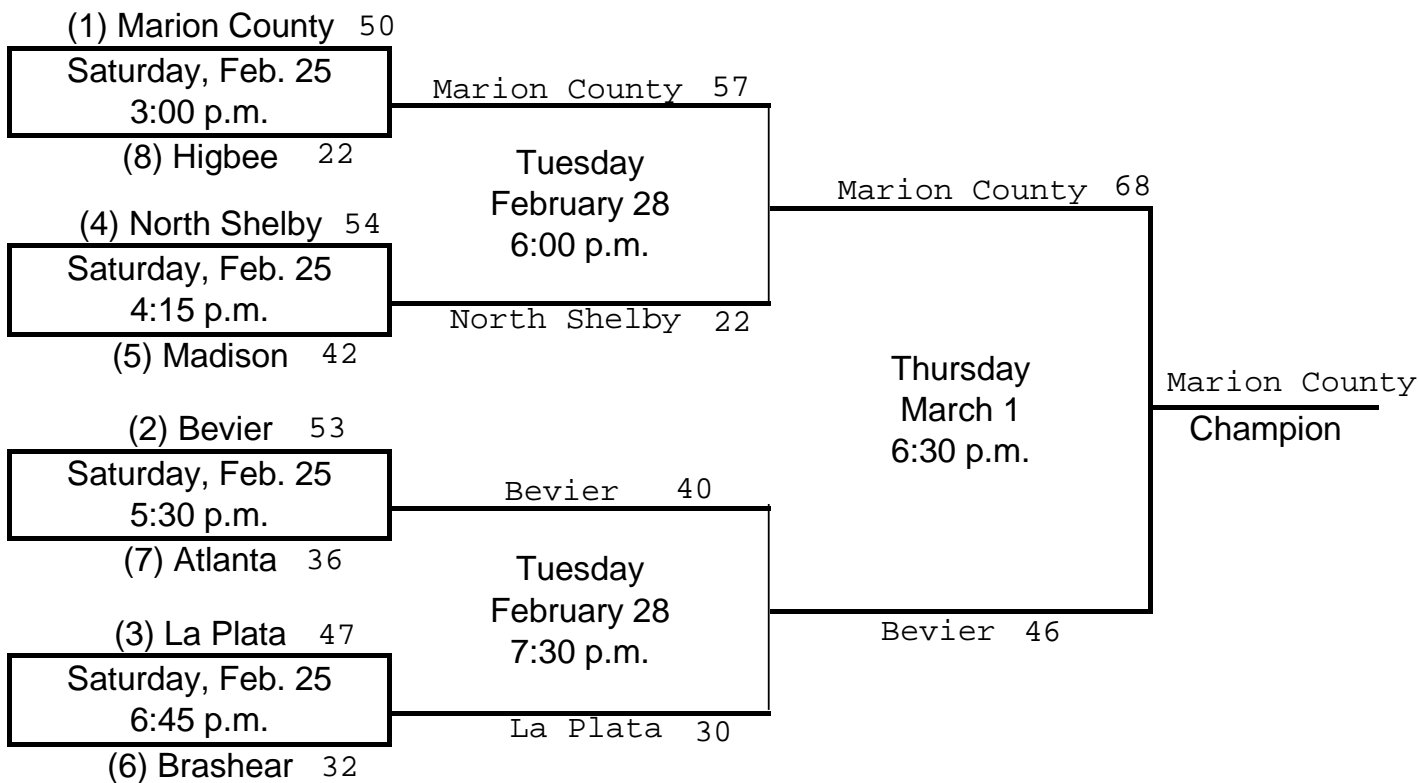 (1) Marion County 50
Saturday, Feb. 25
3:00 p.m.
(8) Higbee 22
(4) North Shelby 54
Saturday, Feb. 25
4:15 p.m.
(5) Madison 42
(2) Bevier 53
Saturday, Feb. 25
5:30 p.m.
(7) Atlanta 36
(3) La Plata 47
Saturday, Feb. 25
6:45 p.m.
(6) Brashear 32
Marion County 57
Tuesday
February 28
6:00 p.m.
North Shelby 22
Bevier 40
Tuesday
February 28
7:30 p.m.
La Plata 30
Marion County 68
Thursday
March 1
6:30 p.m.
Bevier 46
Marion County
Champion